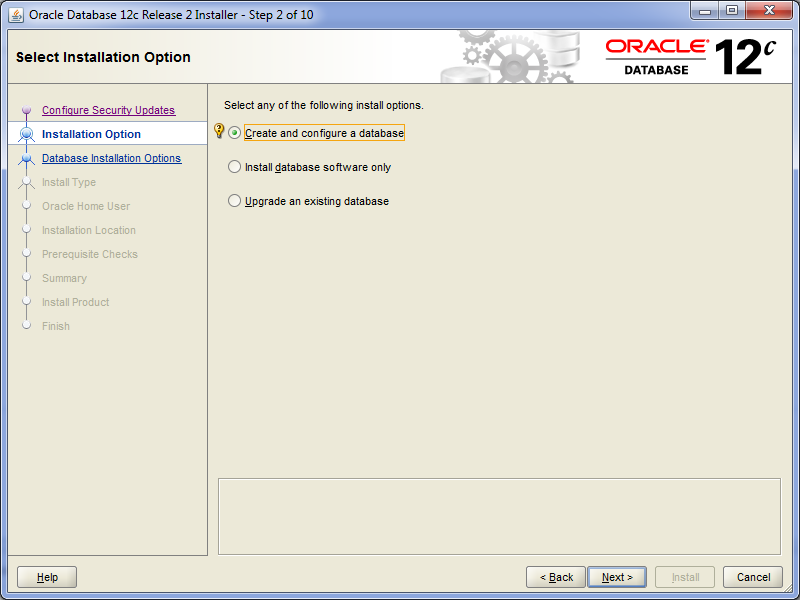 Oracle Database 12c Release 2 Installer - Step 2 of 10
Select Installation Option
ORACLE®
DATABASE
12c
Configure Security Updates
Installation Option
Database Installation Options
Install Type
Oracle Home User
Installation Location
Prerequisite Checks
Summary
Install Product
Finish
Select any of the following install options.
Create and configure a database
Install database software only
Upgrade an existing database
Help
< Back
Next >
Install
Cancel